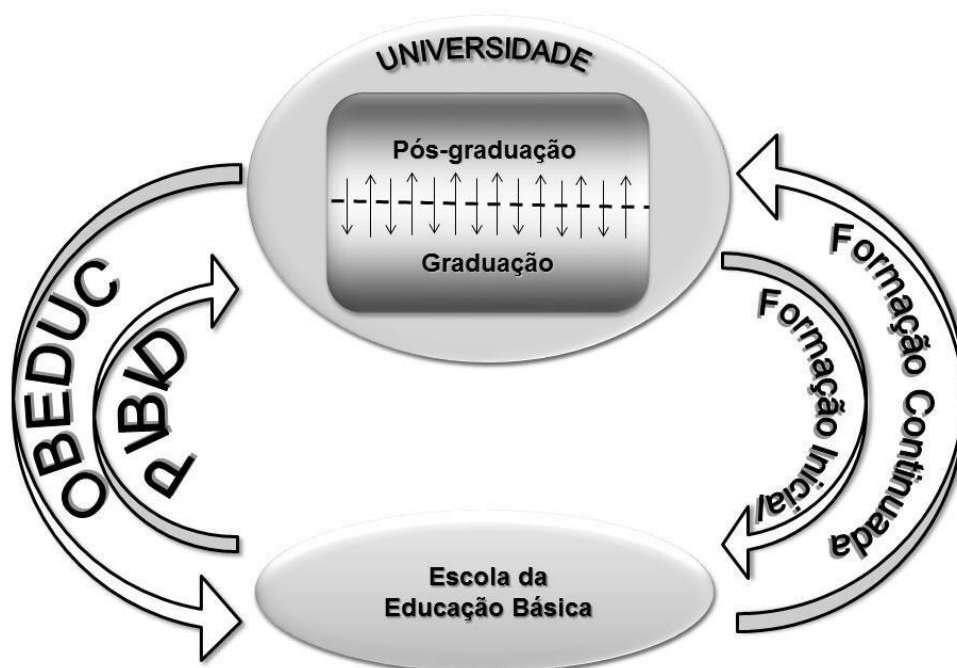 UNIVERSIDADE
Pós-graduação
Graduação
OBEDUC
PIBID
Formação Inicial
Formação Continuada
Escola da
Educação Básica